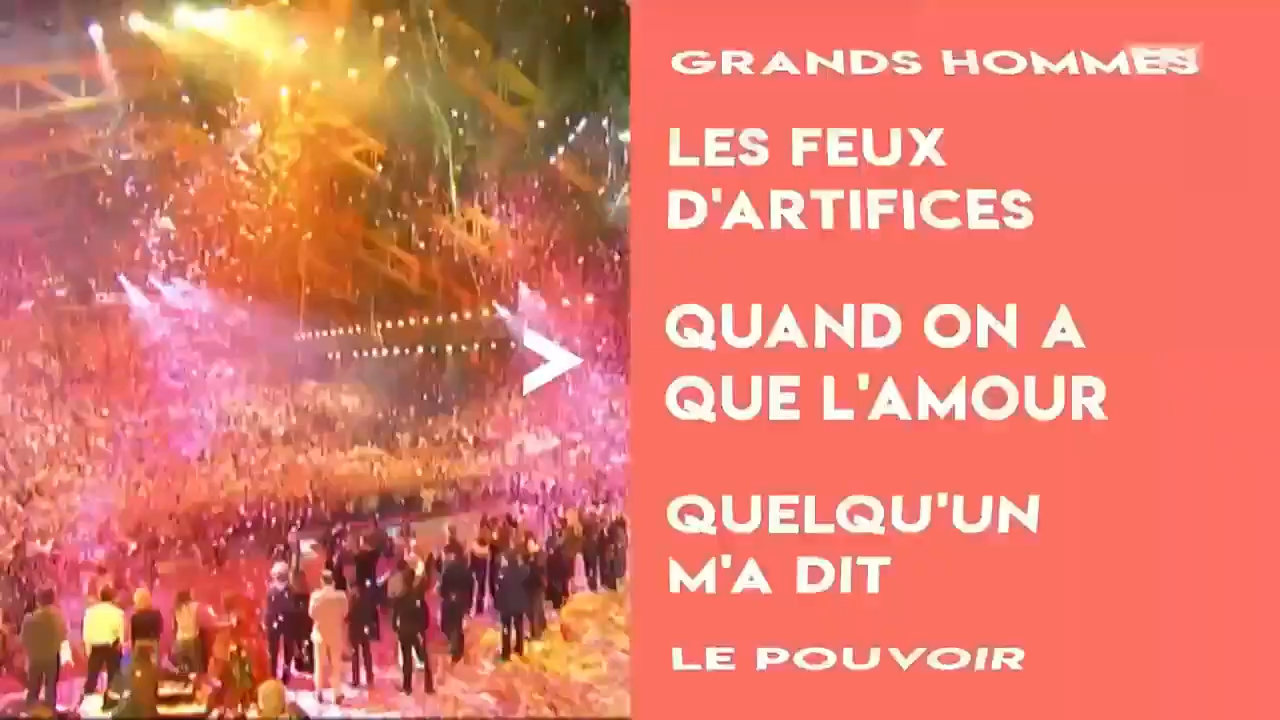 GRANDS HOMMES
LES FEUX
D'ARTIFICES
QUAND ON A
QUE L'AMOUR
QUELQU'UN
M'A DIT
LE POUVOIR